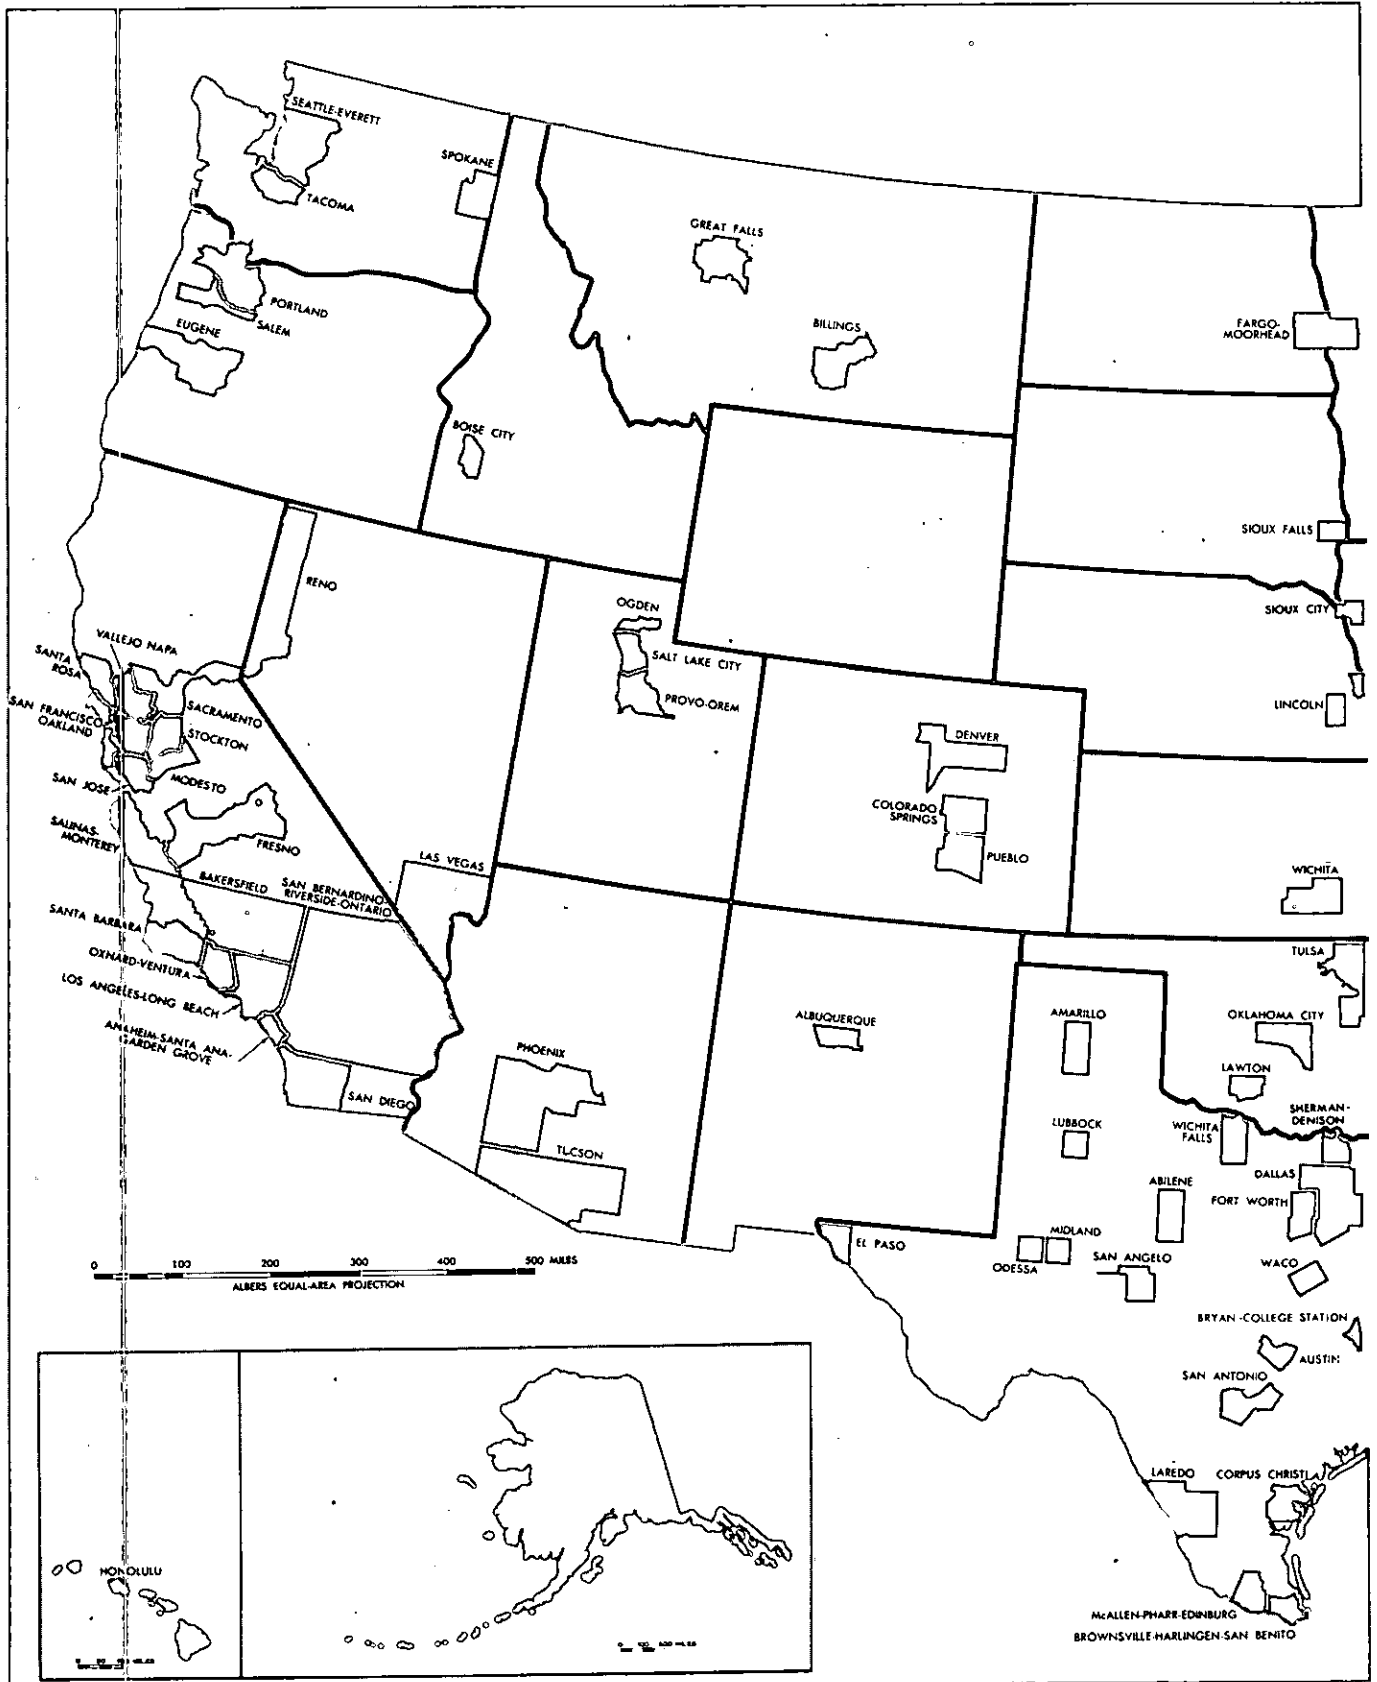 SEATTLE-EVERETT
SPOKANE
TACOMA
GREAT FALLS
PORTLAND
SALEM
EUGENE
BILLINGS
FARGO-
MOORHEAD
BOISE CITY
SIOUX FALLS
RENO
OGDEN
SIOUX CITY
VALLEJO NAPA
SANTA
ROSA
SALT LAKE CITY
PROVO-OREM
LINCOLN
SAN FRANCISCO
OAKLAND
SACRAMENTO
STOCKTON
DENVER
SAN JOSE
MODESTO
COLORADO
SPRINGS
SALINAS-
MONTEREY
FRESNO
LAS VEGAS
PUEBLO
WICHITA
BAKERSFIELD
SAN BERNARDINO-
RIVERSIDE-ONTARIO
SANTA BARBARA
OXNARD-VENTURA
TULSA
LOS ANGELES-LONG BEACH
ANAHEIM-SANTA ANA-
GARDEN GROVE
ALBUQUERQUE
AMARILLO
OKLAHOMA CITY
PHOENIX
LAWTON
SAN DIEGO
SHERMAN-
DENISON
LUBBOCK
WICHITA
FALLS
TUCSON
DALLAS
ABILENE
FORT WORTH
MIDLAND
EL PASO
ODESSA
SAN ANGELO
WACO
0 100 200 300 400 500 MILES
ALBERS EQUAL-AREA PROJECTION
BRYAN-COLLEGE STATION
AUSTIN
SAN ANTONIO
LAREDO
CORPUS CHRISTI
HONOLULU
McALLEN-PHARR-EDINBURG
BROWNSVILLE-HARLINGEN-SAN BENITO